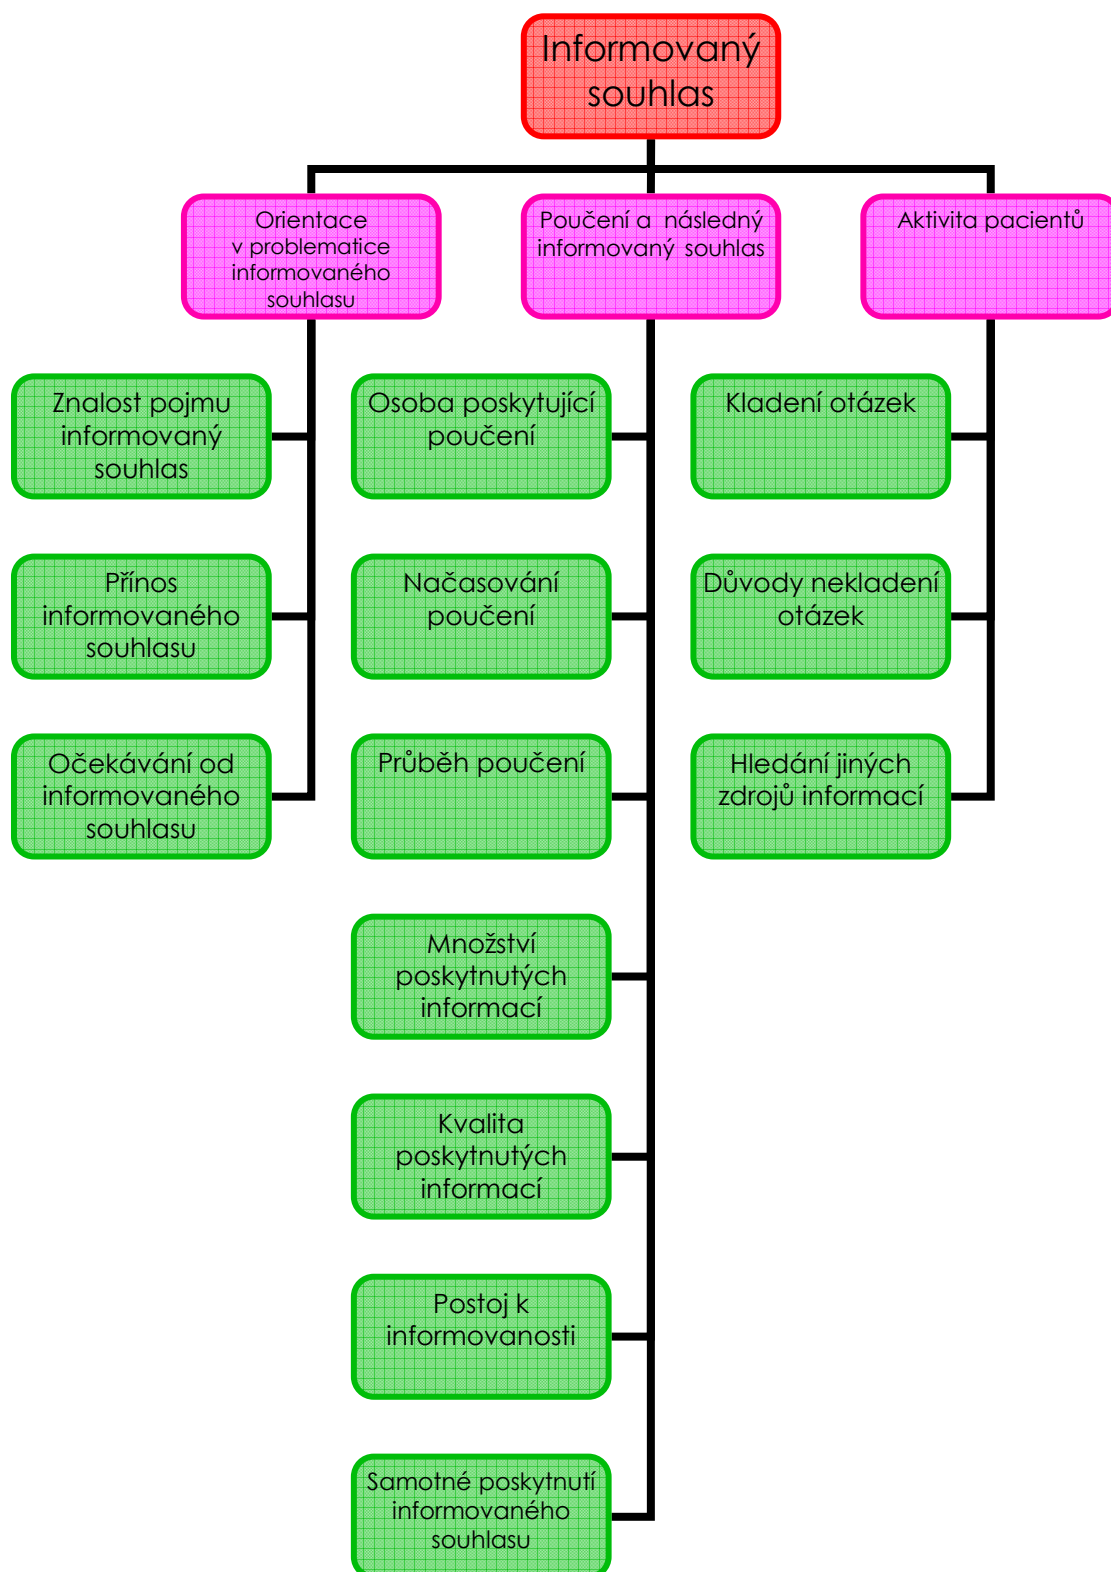 Informovaný
souhlas
Orientace
v problematice
informovaného
souhlasu
Poučení a následný
informovaný souhlas
Aktivita pacientů
Znalost pojmu
informovaný
souhlas
Přínos
informovaného
souhlasu
Očekávání od
informovaného
souhlasu
Osoba poskytující
poučení
Načasování
poučení
Průběh poučení
Množství
poskytnutých
informací
Kvalita
poskytnutých
informací
Postoj k
informovanosti
Samotné poskytnutí
informovaného
souhlasu
Kladení otázek
Důvody nekladení
otázek
Hledání jiných
zdrojů informací